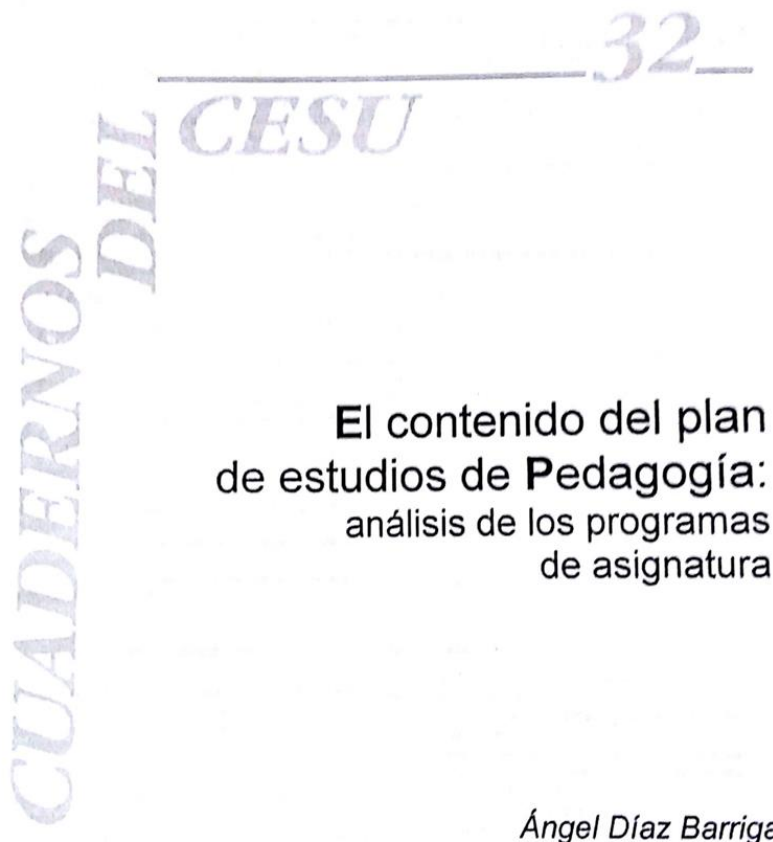 32
CUADERNOS
DEL
CESU
El contenido del plan
de estudios de Pedagogía:
análisis de los programas
de asignatura
Ángel Díaz Barriga